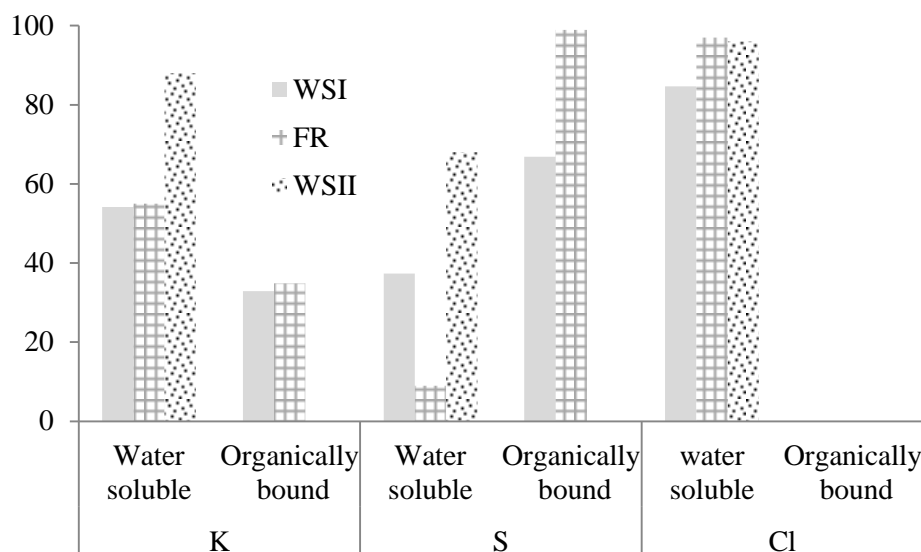 100
80
60
40
20
0
WSI
FR
WSII
Water Organically Water Organically water Organically
soluble bound soluble bound soluble bound
K S Cl